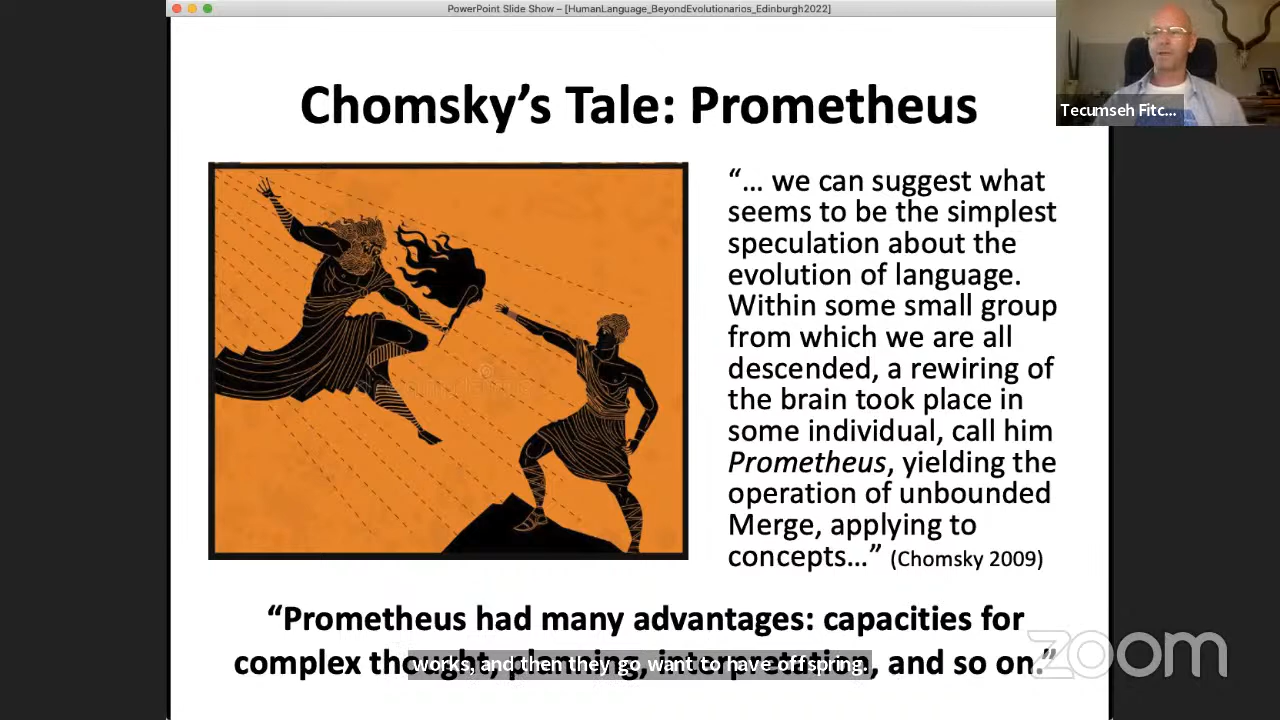 PowerPoint Slide Show – [HumanLanguage_BeyondEvolutionarios_Edinburgh2022]
Chomsky’s Tale: Prometheus
Tecumseh Fitc...
“... we can suggest what
seems to be the simplest
speculation about the
evolution of language.
Within some small group
from which we are all
descended, a rewiring of
the brain took place in
some individual, call him
Prometheus, yielding the
operation of unbounded
Merge, applying to
concepts...” (Chomsky 2009)
“Prometheus had many advantages: capacities for
complex thought, planning, interpretation, and so on.”
works, and then they go want to have offspring.
zoom